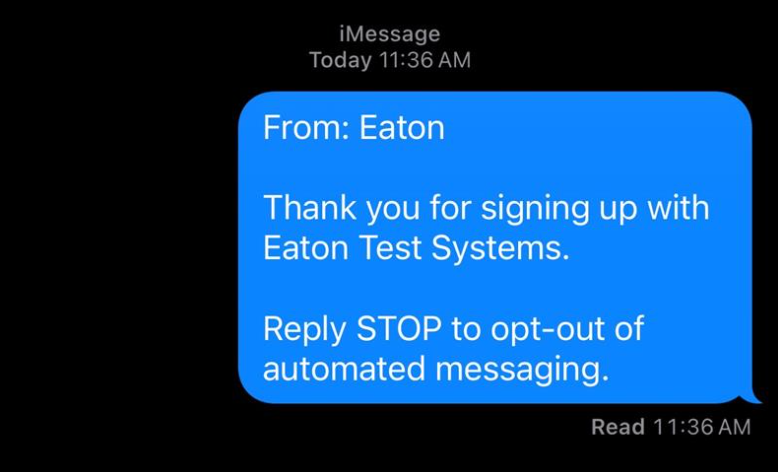 iMessage
Today 11:36 AM
From: Eaton
Thank you for signing up with
Eaton Test Systems.
Reply STOP to opt-out of
automated messaging.
Read 11:36 AM